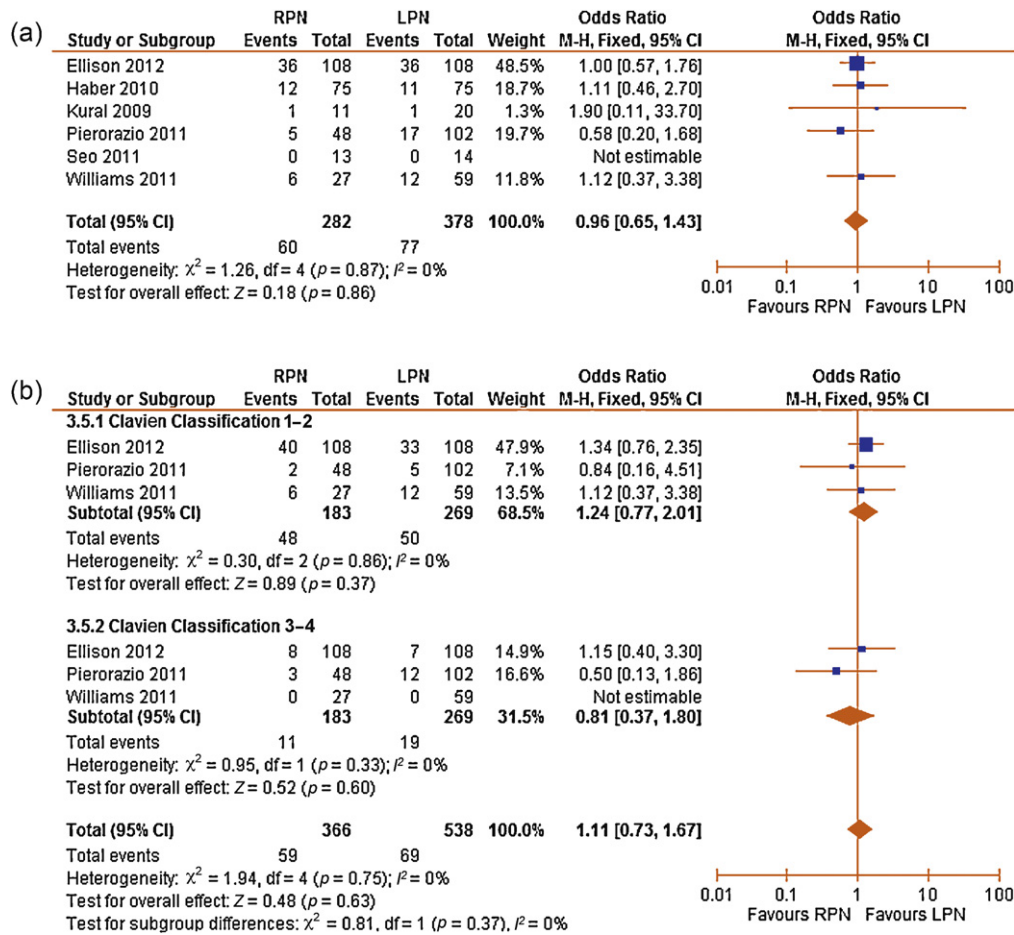 (a)
RPN LPN Odds Ratio Odds Ratio
Study or Subgroup Events Total Events Total Weight M-H, Fixed, 95% CI M-H, Fixed, 95% CI
Ellison 2012 36 108 36 108 48.5% 1.00 [0.57, 1.76]
Haber 2010 12 75 11 75 18.7% 1.11 [0.46, 2.70]
Kural 2009 1 11 1 20 1.3% 1.90 [0.11, 33.70]
Pierorazio 2011 5 48 17 102 19.7% 0.58 [0.20, 1.68]
Seo 2011 0 13 0 14 Not estimable
Williams 2011 6 27 12 59 11.8% 1.12 [0.37, 3.38]
Total (95% CI) 282 378 100.0% 0.96 [0.65, 1.43]
Total events 60 77
Heterogeneity: χ² = 1.26, df = 4 (p = 0.87); I² = 0%
Test for overall effect: Z = 0.18 (p = 0.86)
0.01 0.1 1 10 100
Favours RPN Favours LPN
(b)
RPN LPN Odds Ratio Odds Ratio
Study or Subgroup Events Total Events Total Weight M-H, Fixed, 95% CI M-H, Fixed, 95% CI
3.5.1 Clavien Classification 1–2
Ellison 2012 40 108 33 108 47.9% 1.34 [0.76, 2.35]
Pierorazio 2011 2 48 5 102 7.1% 0.84 [0.16, 4.51]
Williams 2011 6 27 12 59 13.5% 1.12 [0.37, 3.38]
Subtotal (95% CI) 183 269 68.5% 1.24 [0.77, 2.01]
Total events 48 50
Heterogeneity: χ² = 0.30, df = 2 (p = 0.86); I² = 0%
Test for overall effect: Z = 0.89 (p = 0.37)
3.5.2 Clavien Classification 3–4
Ellison 2012 8 108 7 108 14.9% 1.15 [0.40, 3.30]
Pierorazio 2011 3 48 12 102 16.6% 0.50 [0.13, 1.86]
Williams 2011 0 27 0 59 Not estimable
Subtotal (95% CI) 183 269 31.5% 0.81 [0.37, 1.80]
Total events 11 19
Heterogeneity: χ² = 0.95, df = 1 (p = 0.33); I² = 0%
Test for overall effect: Z = 0.52 (p = 0.60)
Total (95% CI) 366 538 100.0% 1.11 [0.73, 1.67]
Total events 59 69
Heterogeneity: χ² = 1.94, df = 4 (p = 0.75); I² = 0%
Test for overall effect: Z = 0.48 (p = 0.63)
Test for subgroup differences: χ² = 0.81, df = 1 (p = 0.37), I² = 0%
0.01 0.1 1 10 100
Favours RPN Favours LPN